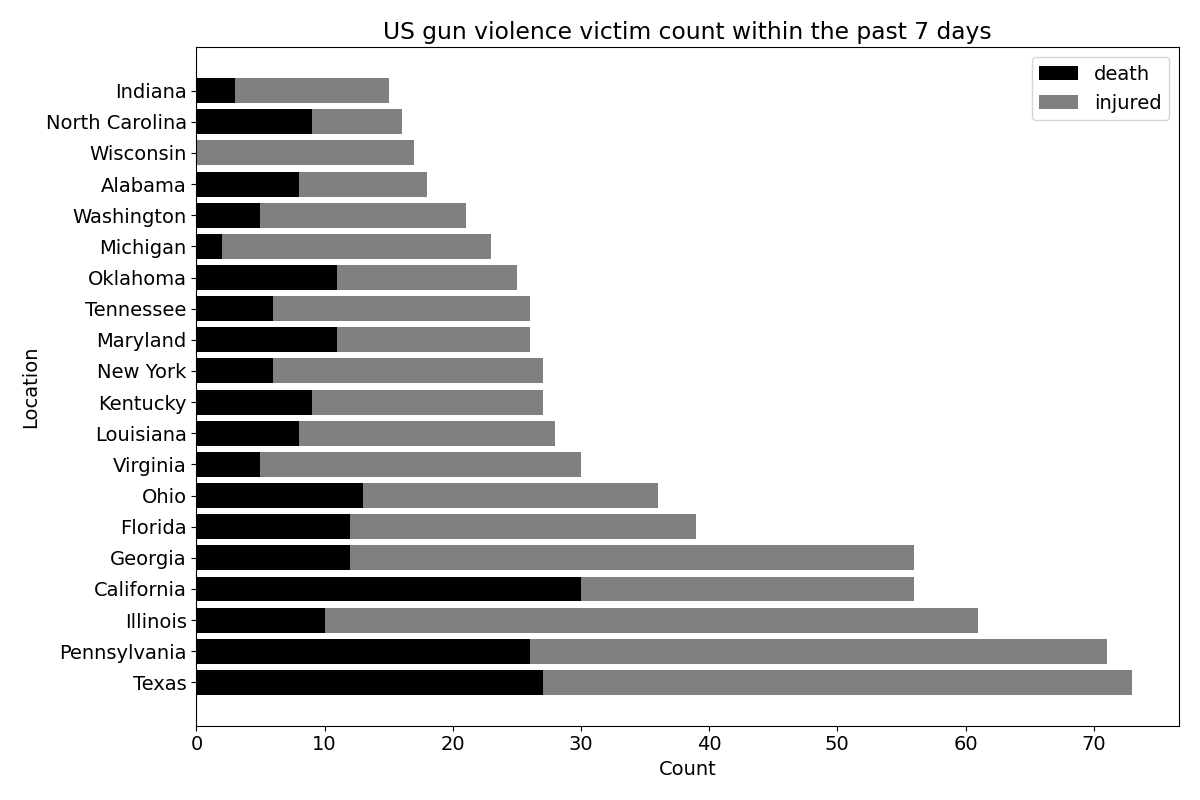 US gun violence victim count within the past 7 days
death
injured
Indiana
North Carolina
Wisconsin
Alabama
Washington
Michigan
Oklahoma
Tennessee
Maryland
New York
Kentucky
Louisiana
Virginia
Ohio
Florida
Georgia
California
Illinois
Pennsylvania
Texas
Location
0 10 20 30 40 50 60 70
Count